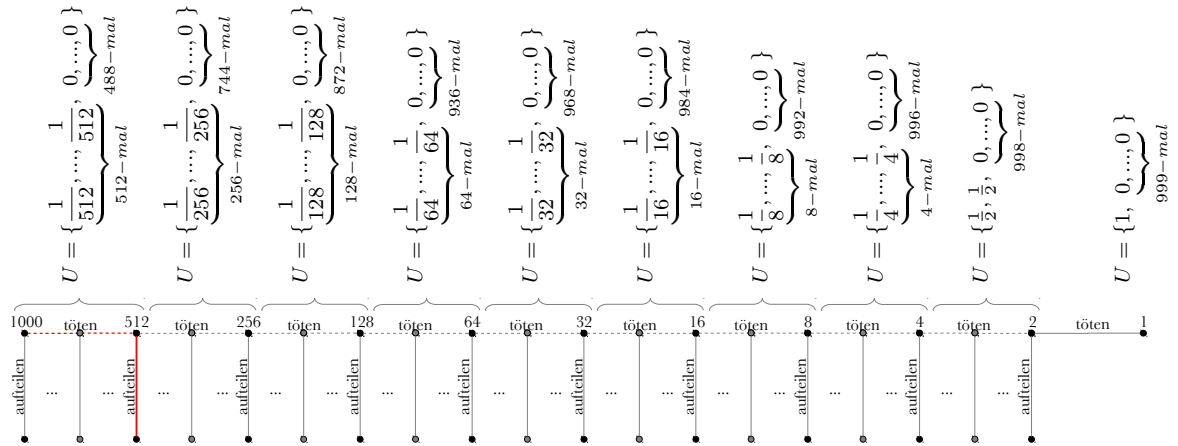 U = {1/512, ..., 1/512, 0, ..., 0 }
512−mal 488−mal
U = {1/256, ..., 1/256, 0, ..., 0 }
256−mal 744−mal
U = {1/128, ..., 1/128, 0, ..., 0 }
128−mal 872−mal
U = {1/64, ..., 1/64, 0, ..., 0 }
64−mal 936−mal
U = {1/32, ..., 1/32, 0, ..., 0 }
32−mal 968−mal
U = {1/16, ..., 1/16, 0, ..., 0 }
16−mal 984−mal
U = {1/8, ..., 1/8, 0, ..., 0 }
8−mal 992−mal
U = {1/4, ..., 1/4, 0, ..., 0 }
4−mal 996−mal
U = {1/2, 1/2, 0, ..., 0 }
998−mal
U = {1, 0, ..., 0 }
999−mal
1000 töten 512 töten 256 töten 128 töten 64 töten 32 töten 16 töten 8 töten 4 töten 2 töten 1
aufteilen ... ... aufteilen ... ... aufteilen ... ... aufteilen ... ... aufteilen ... ... aufteilen ... ... aufteilen ... ... aufteilen ... ... aufteilen ... ... aufteilen